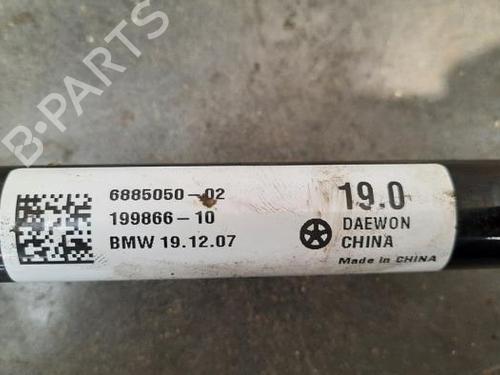 B-PARTS
6885050-02
199866-10
BMW 19.12.07
19.0
DAEWON
CHINA
Made in CHINA